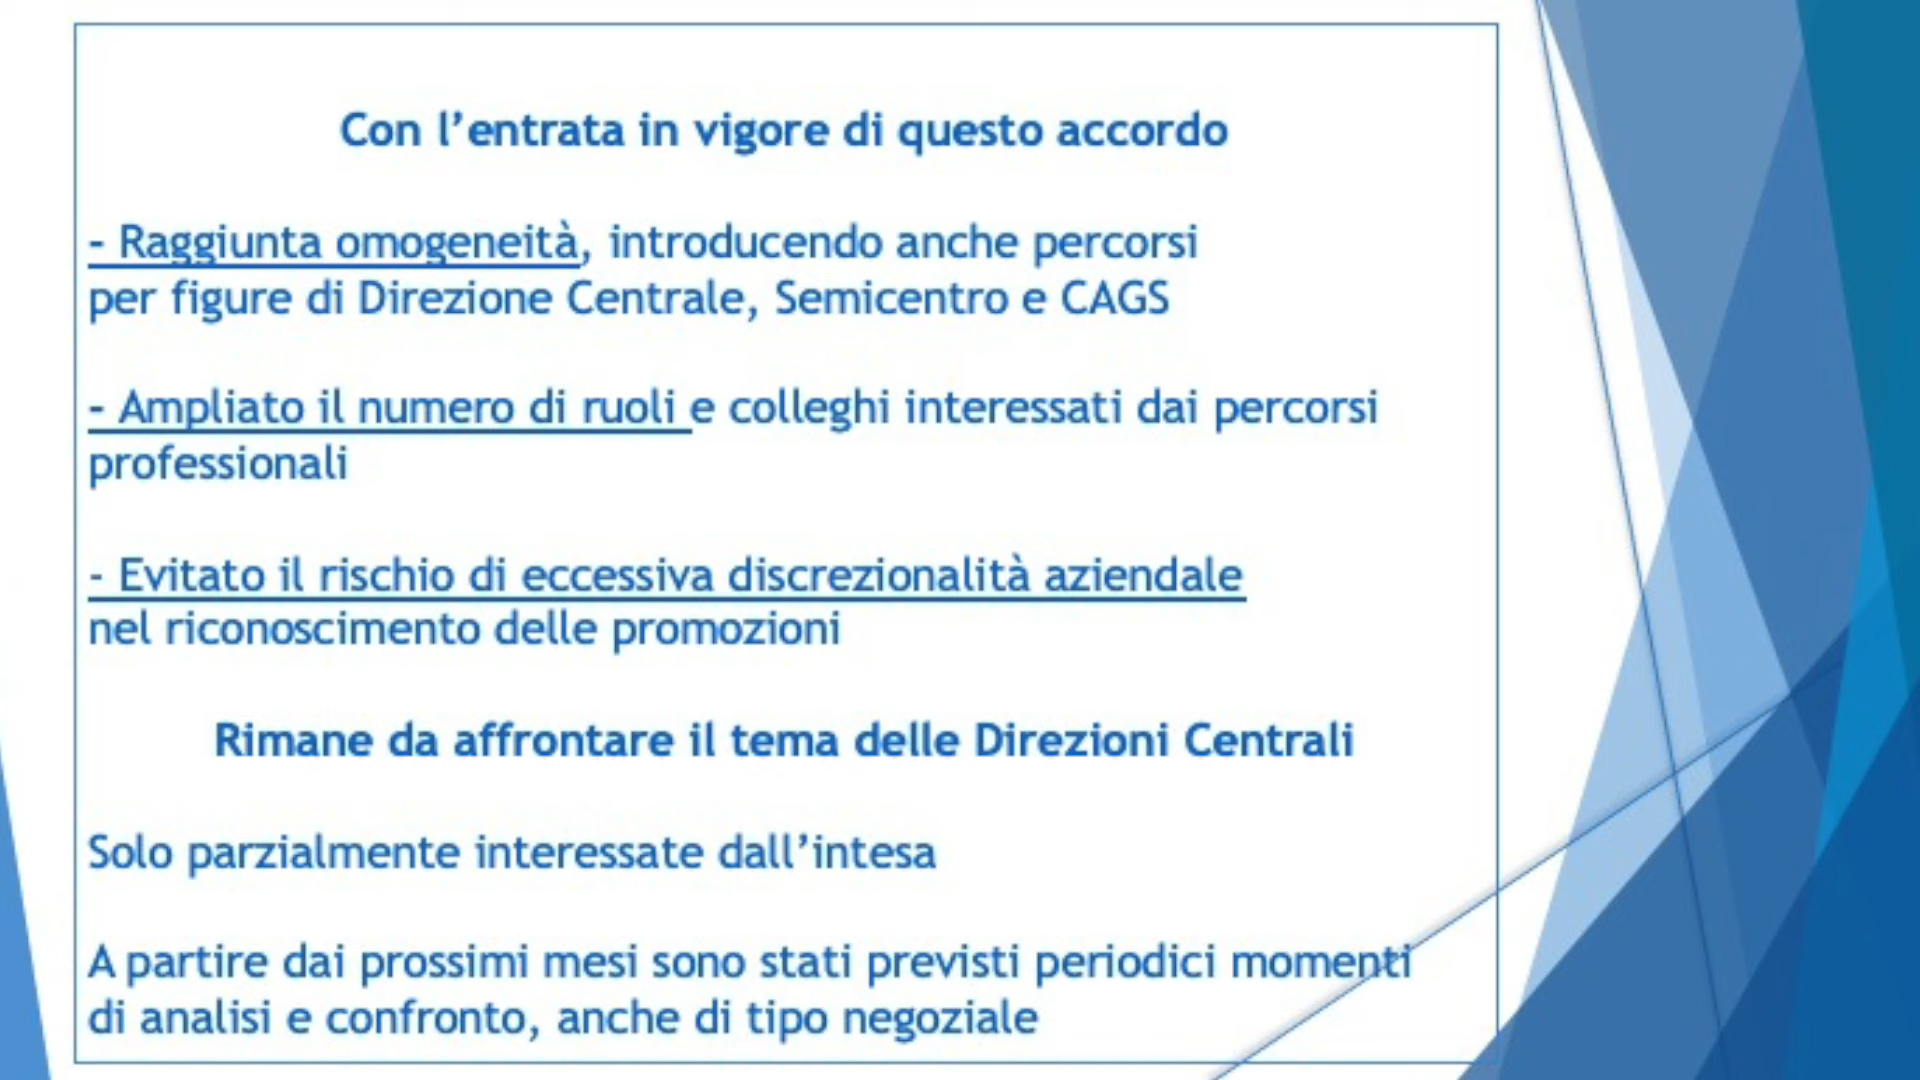 Con l’entrata in vigore di questo accordo
- Raggiunta omogeneità, introducendo anche percorsi
per figure di Direzione Centrale, Semicentro e CAGS
- Ampliato il numero di ruoli e colleghi interessati dai percorsi
professionali
- Evitato il rischio di eccessiva discrezionalità aziendale
nel riconoscimento delle promozioni
Rimane da affrontare il tema delle Direzioni Centrali
Solo parzialmente interessate dall’intesa
A partire dai prossimi mesi sono stati previsti periodici momenti
di analisi e confronto, anche di tipo negoziale